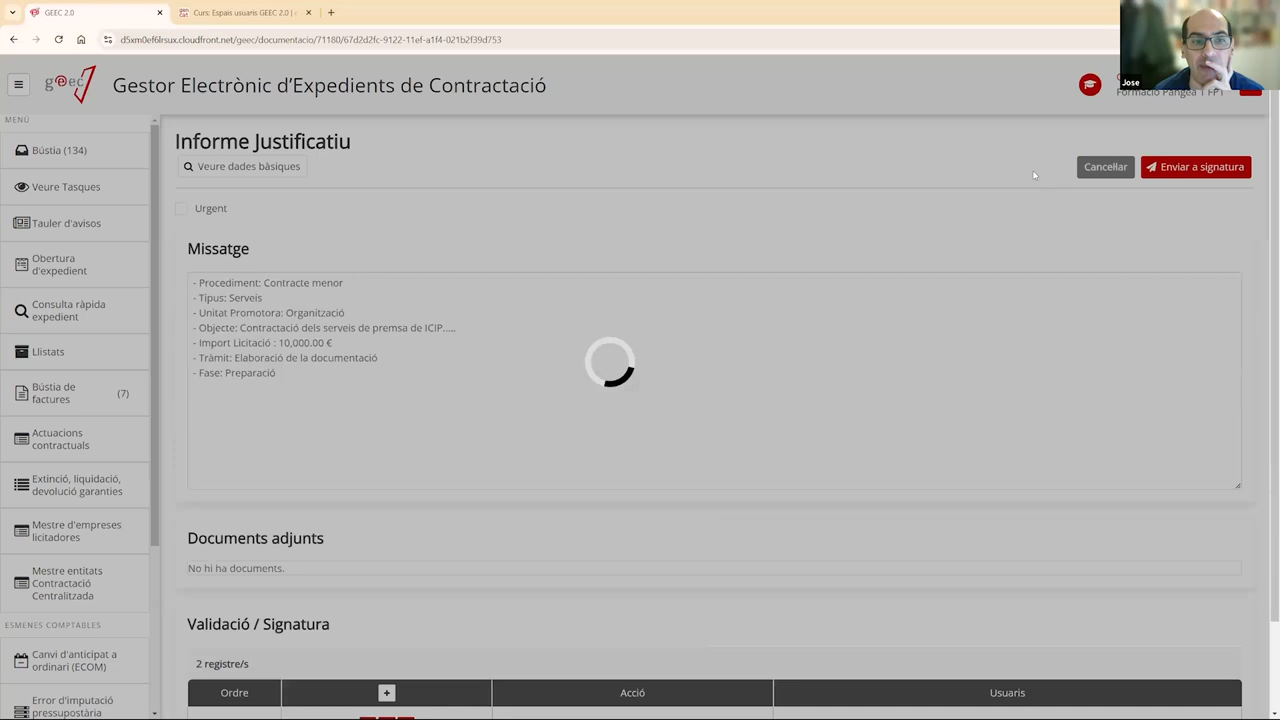 GEEC 2.0
Curs: Espais usuaris GEEC 2.0 | e
d5xm0ef6lrsux.cloudfront.net/geec/documentacio/71180/67d2d2fc-9122-11ef-a1f4-021b2f39d753
Jose
geec
Gestor Electrònic d'Expedients de Contractació
Formació Pangea 1 FP1
MENÚ
Bústia (134)
Veure Tasques
Tauler d'avisos
Obertura
d'expedient
Consulta ràpida
expedient
Llistats
Bústia de
factures
(7)
Actuacions
contractuals
Extinció, liquidació,
devolució garanties
Mestre d'empreses
licitadores
Mestre entitats
Contractació
Centralitzada
ESMENES COMPTABLES
Canvi d'anticipat a
ordinari (ECOM)
Error d'imputació
pressupostària
Informe Justificatiu
Veure dades bàsiques
Cancel·lar
Enviar a signatura
Urgent
Missatge
- Procediment: Contracte menor
- Tipus: Serveis
- Unitat Promotora: Organització
- Objecte: Contractació dels serveis de premsa de ICIP.....
- Import Licitació : 10,000.00 €
- Tràmit: Elaboració de la documentació
- Fase: Preparació
Documents adjunts
No hi ha documents.
Validació / Signatura
2 registre/s
Ordre
+
Acció
Usuaris